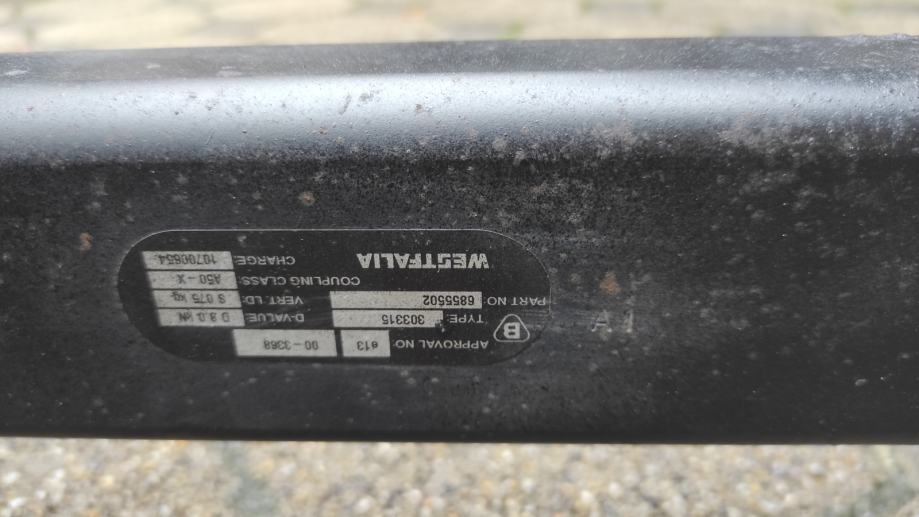 APPROVAL NO: e13 00-3368
B
TYPE: 303315 D-VALUE: D 8.0 kN
PART NO: 6855502 VERT. LD: S 075 kg
COUPLING CLASS: A50-X
WESTFALIA CHARGE: 10700654
A1